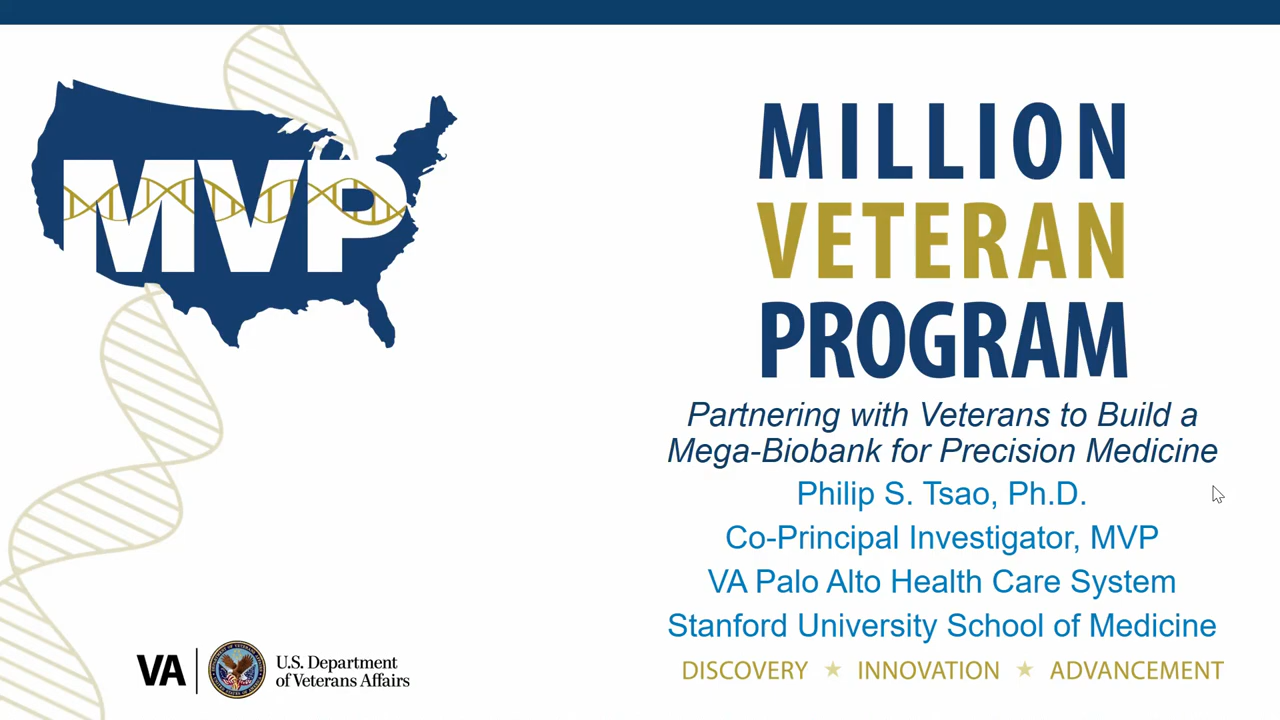 MVP
MILLION
VETERAN
PROGRAM
Partnering with Veterans to Build a
Mega-Biobank for Precision Medicine
Philip S. Tsao, Ph.D.
Co-Principal Investigator, MVP
VA Palo Alto Health Care System
Stanford University School of Medicine
DISCOVERY ★ INNOVATION ★ ADVANCEMENT
VA
U.S. Department
of Veterans Affairs